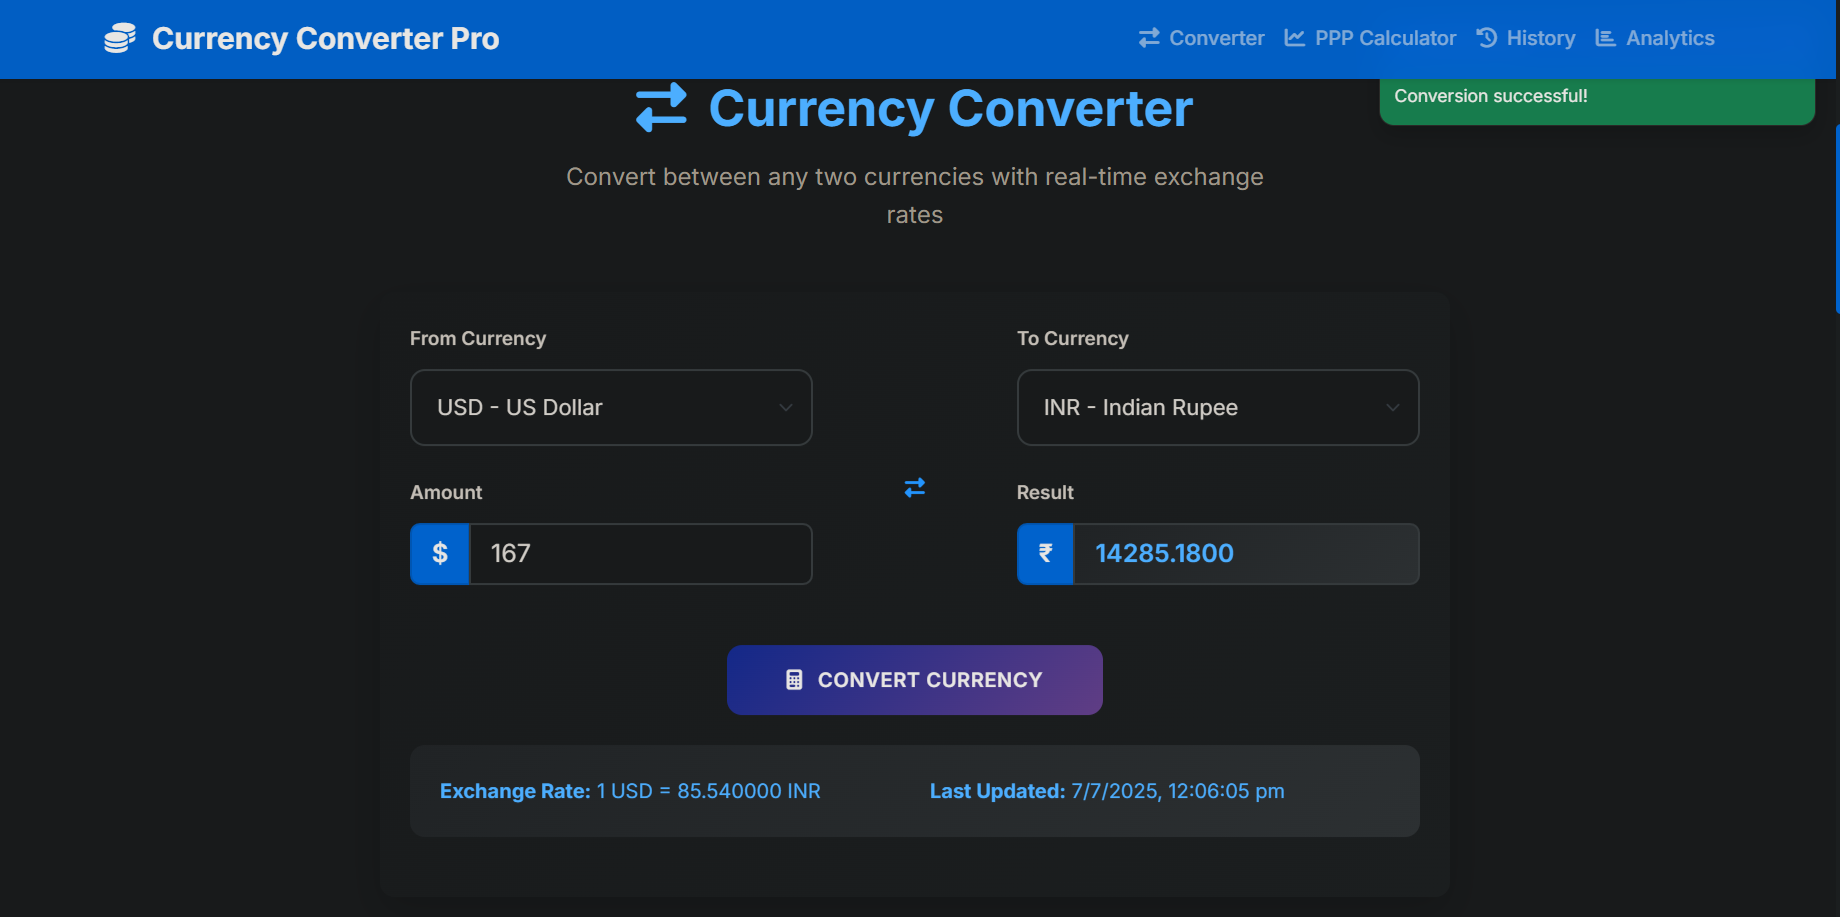 Currency Converter Pro
Converter
PPP Calculator
History
Analytics
Conversion successful!
Currency Converter
Convert between any two currencies with real-time exchange
rates
From Currency
To Currency
USD - US Dollar
INR - Indian Rupee
Amount
Result
$ 167
₹ 14285.1800
CONVERT CURRENCY
Exchange Rate: 1 USD = 85.540000 INR
Last Updated: 7/7/2025, 12:06:05 pm